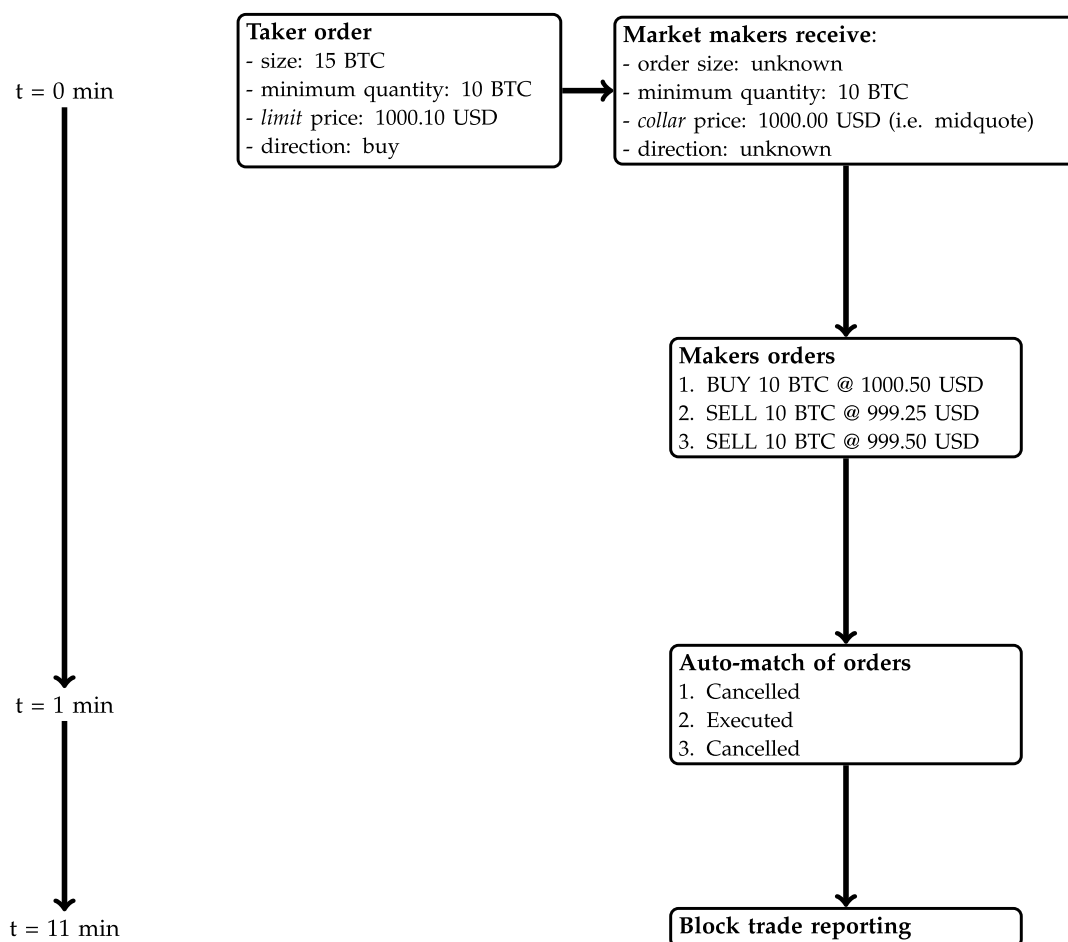 Taker order
- size: 15 BTC
- minimum quantity: 10 BTC
- limit price: 1000.10 USD
- direction: buy
Market makers receive:
- order size: unknown
- minimum quantity: 10 BTC
- collar price: 1000.00 USD (i.e. midquote)
- direction: unknown
t = 0 min
Makers orders
1. BUY 10 BTC @ 1000.50 USD
2. SELL 10 BTC @ 999.25 USD
3. SELL 10 BTC @ 999.50 USD
Auto-match of orders
1. Cancelled
2. Executed
3. Cancelled
t = 1 min
Block trade reporting
t = 11 min